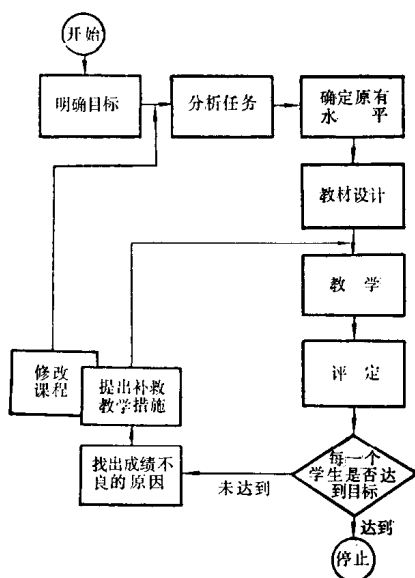 开始
明确目标
分析任务
确定原有
水 平
教材设计
教 学
评 定
修改
课程
提出补救
教学措施
找出成绩不
良的原因
未达到
每一个
学生是否达
到目标
达到
停止